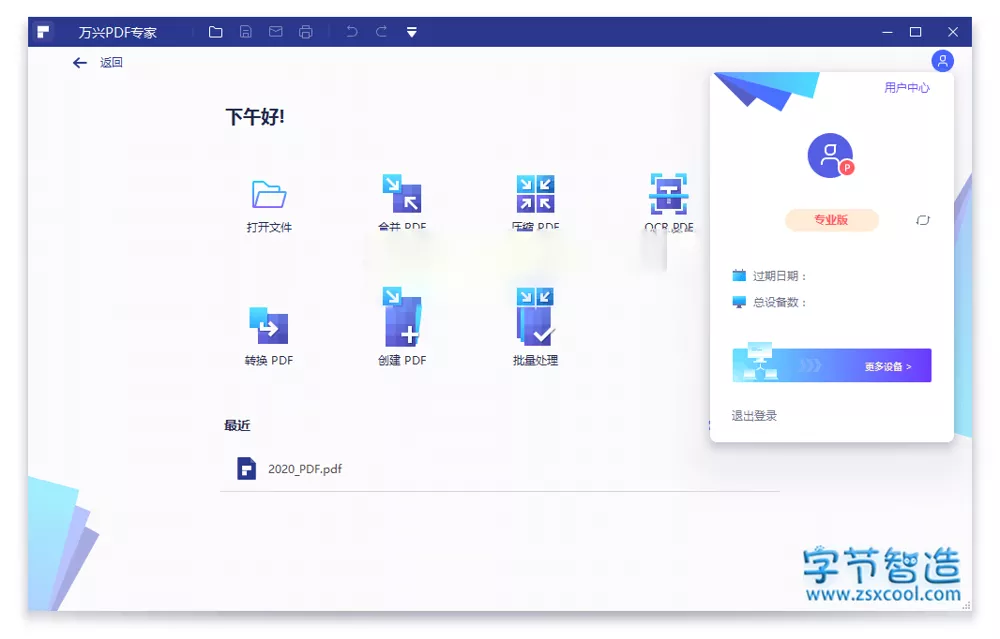 万兴PDF专家
返回
用户中心
下午好!
P
专业版
打开文件
合并 PDF
压缩 PDF
OCR PDF
过期日期：
总设备数：
转换 PDF
创建 PDF
批量处理
更多设备 >
退出登录
最近
2020_PDF.pdf
字节智造
www.zsxcool.com